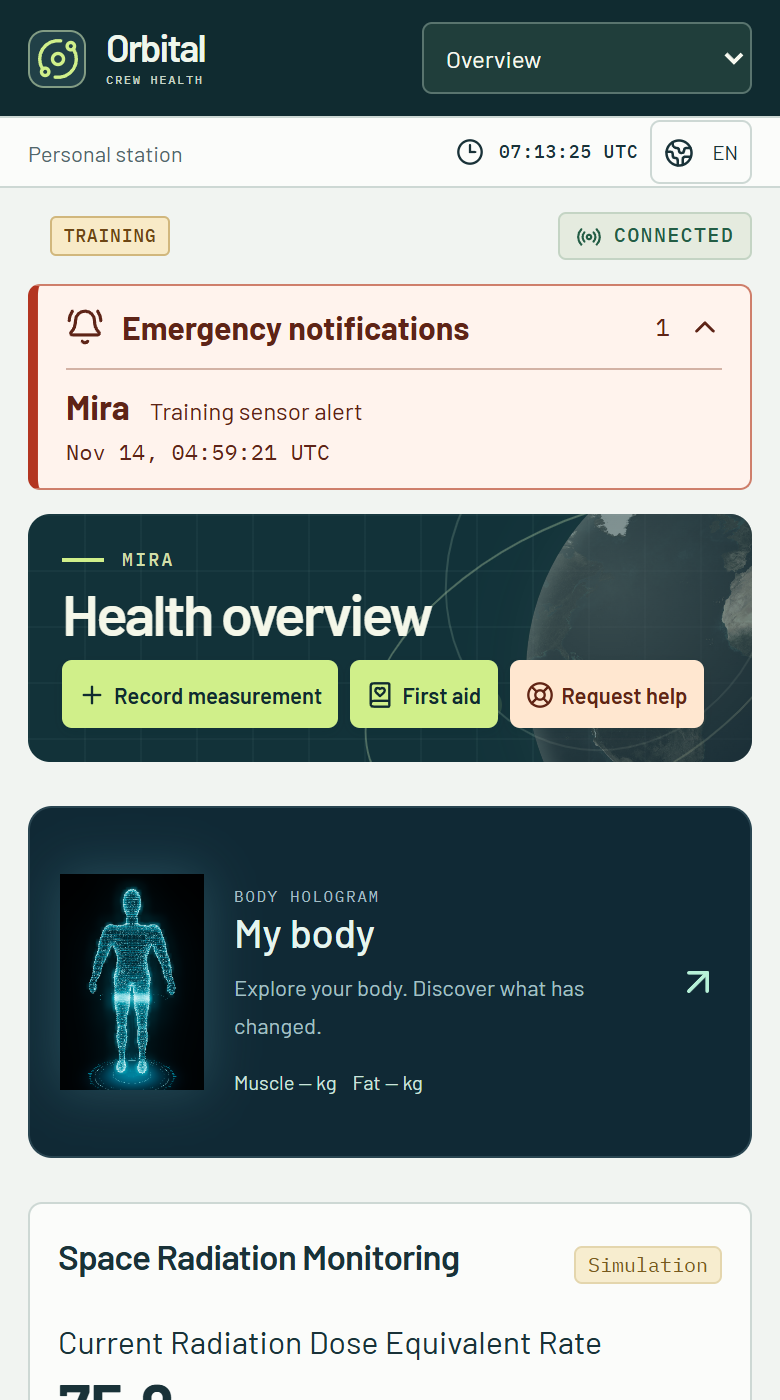 Orbital
CREW HEALTH
Overview
Personal station
07:13:25 UTC
EN
TRAINING
CONNECTED
Emergency notifications
1
Mira Training sensor alert
Nov 14, 04:59:21 UTC
MIRA
Health overview
Record measurement
First aid
Request help
BODY HOLOGRAM
My body
Explore your body. Discover what has
changed.
Muscle — kg Fat — kg
Space Radiation Monitoring
Simulation
Current Radiation Dose Equivalent Rate